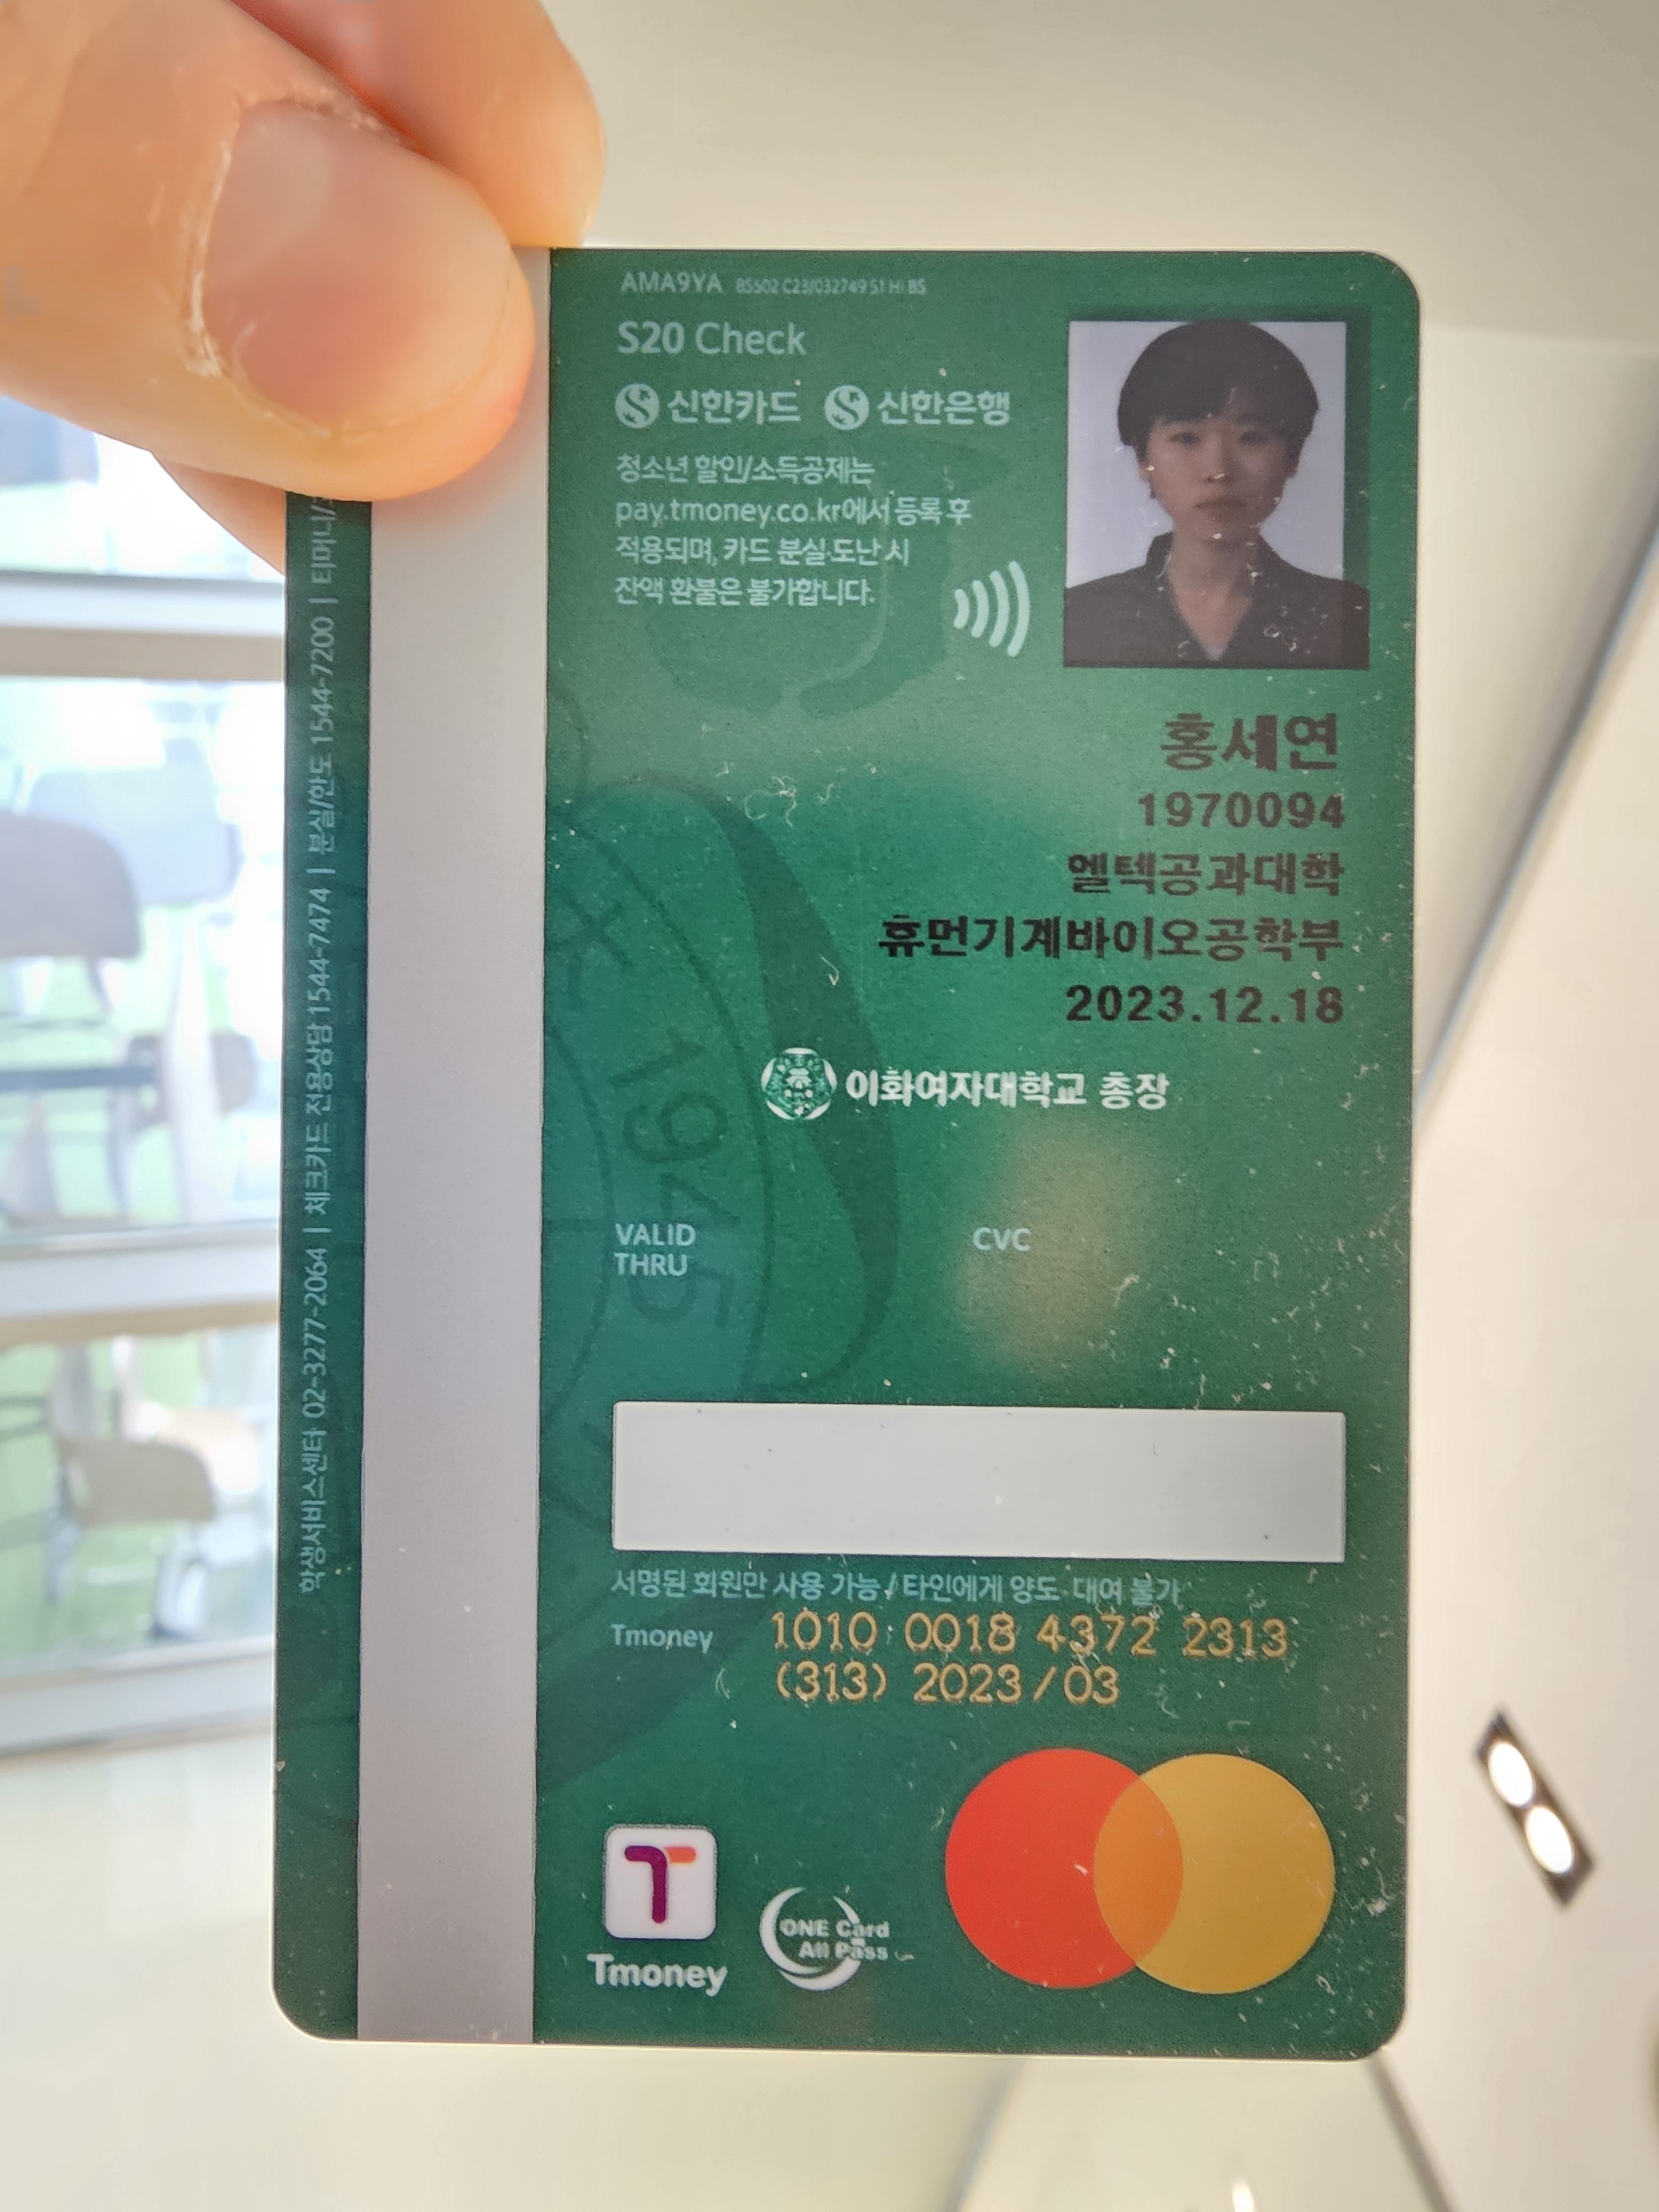 AMA9YA
S20 Check
신한카드 신한은행
청소년 할인/소득공제는
pay.tmoney.co.kr에서 등록 후
적용되며, 카드 분실·도난 시
잔액 환불은 불가합니다.
홍세연
1970094
엘텍공과대학
휴먼기계바이오공학부
2023.12.18
이화여자대학교 총장
1945
VALID
THRU
CVC
서명된 회원만 사용 가능 / 타인에게 양도·대여 불가
Tmoney 1010 0018 4372 2313
(313) 2023/03
Tmoney
ONE Card
All Pass
학생서비스센터 02-3277-2064 | 체크카드 전용상담 1544-7474 | 분실/한도 1544-7200 | 티머니/